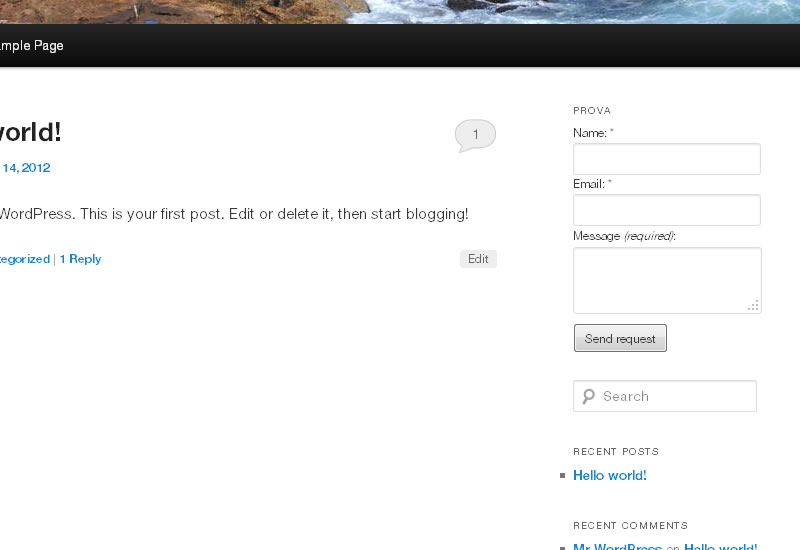 mple Page
world!
14, 2012
WordPress. This is your first post. Edit or delete it, then start blogging!
egorized | 1 Reply
Edit
1
PROVA
Name: *
Email: *
Message (required):
Send request
Search
RECENT POSTS
Hello world!
RECENT COMMENTS
Mr WordPress on Hello world!